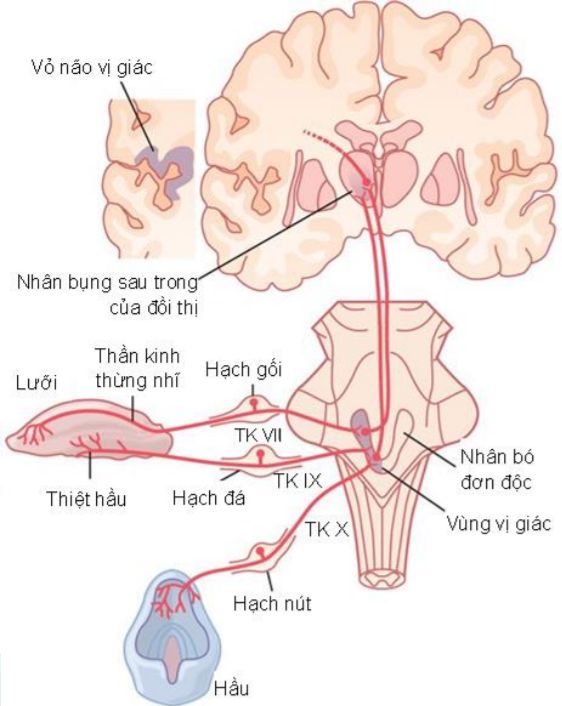 Vỏ não vị giác
Nhân bụng sau trong
của đồi thị
Thần kinh
thừng nhĩ
Lưỡi
Hạch gối
TK VII
Thiệt hầu
Hạch đá
TK IX
Nhân bó
đơn độc
Vùng vị giác
TK X
Hạch nút
Hầu